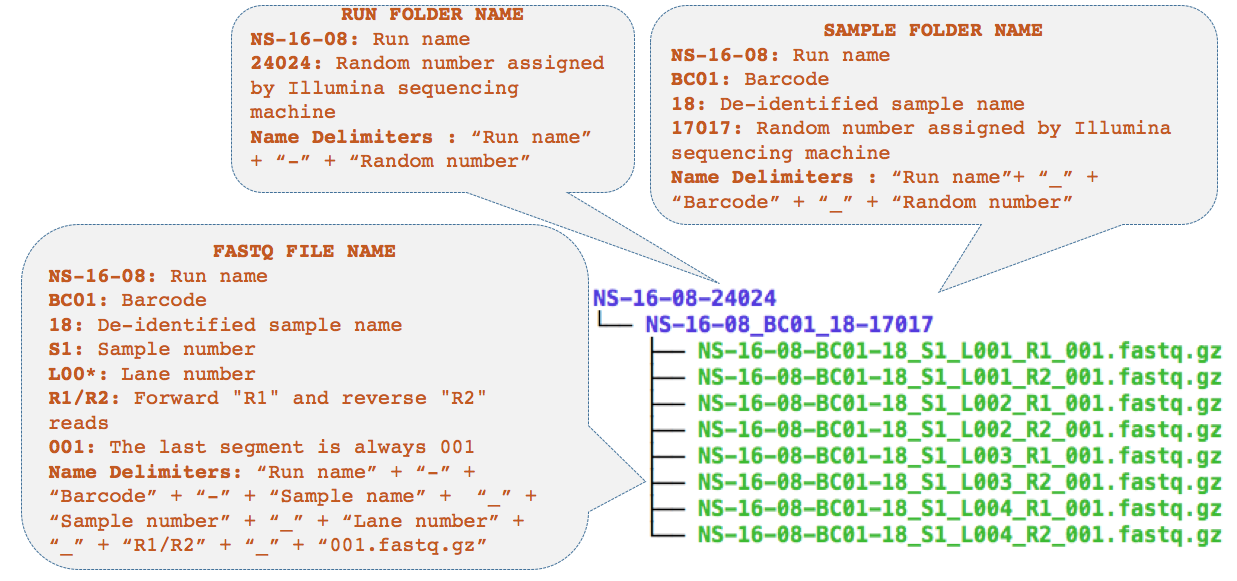 RUN FOLDER NAME
NS-16-08: Run name
24024: Random number assigned
by Illumina sequencing
machine
Name Delimiters : “Run name”
+ “-” + “Random number”
SAMPLE FOLDER NAME
NS-16-08: Run name
BC01: Barcode
18: De-identified sample name
17017: Random number assigned by Illumina
sequencing machine
Name Delimiters : “Run name”+ “_” +
“Barcode” + “_” + “Random number”
FASTQ FILE NAME
NS-16-08: Run name
BC01: Barcode
18: De-identified sample name
S1: Sample number
L00*: Lane number
R1/R2: Forward "R1" and reverse "R2"
reads
001: The last segment is always 001
Name Delimiters: “Run name” + “-” +
“Barcode” + “-” + “Sample name” + “_” +
“Sample number” + “_” + “Lane number” +
“_” + “R1/R2” + “_” + “001.fastq.gz”
NS-16-08-24024
NS-16-08_BC01_18-17017
NS-16-08-BC01-18_S1_L001_R1_001.fastq.gz
NS-16-08-BC01-18_S1_L001_R2_001.fastq.gz
NS-16-08-BC01-18_S1_L002_R1_001.fastq.gz
NS-16-08-BC01-18_S1_L002_R2_001.fastq.gz
NS-16-08-BC01-18_S1_L003_R1_001.fastq.gz
NS-16-08-BC01-18_S1_L003_R2_001.fastq.gz
NS-16-08-BC01-18_S1_L004_R1_001.fastq.gz
NS-16-08-BC01-18_S1_L004_R2_001.fastq.gz